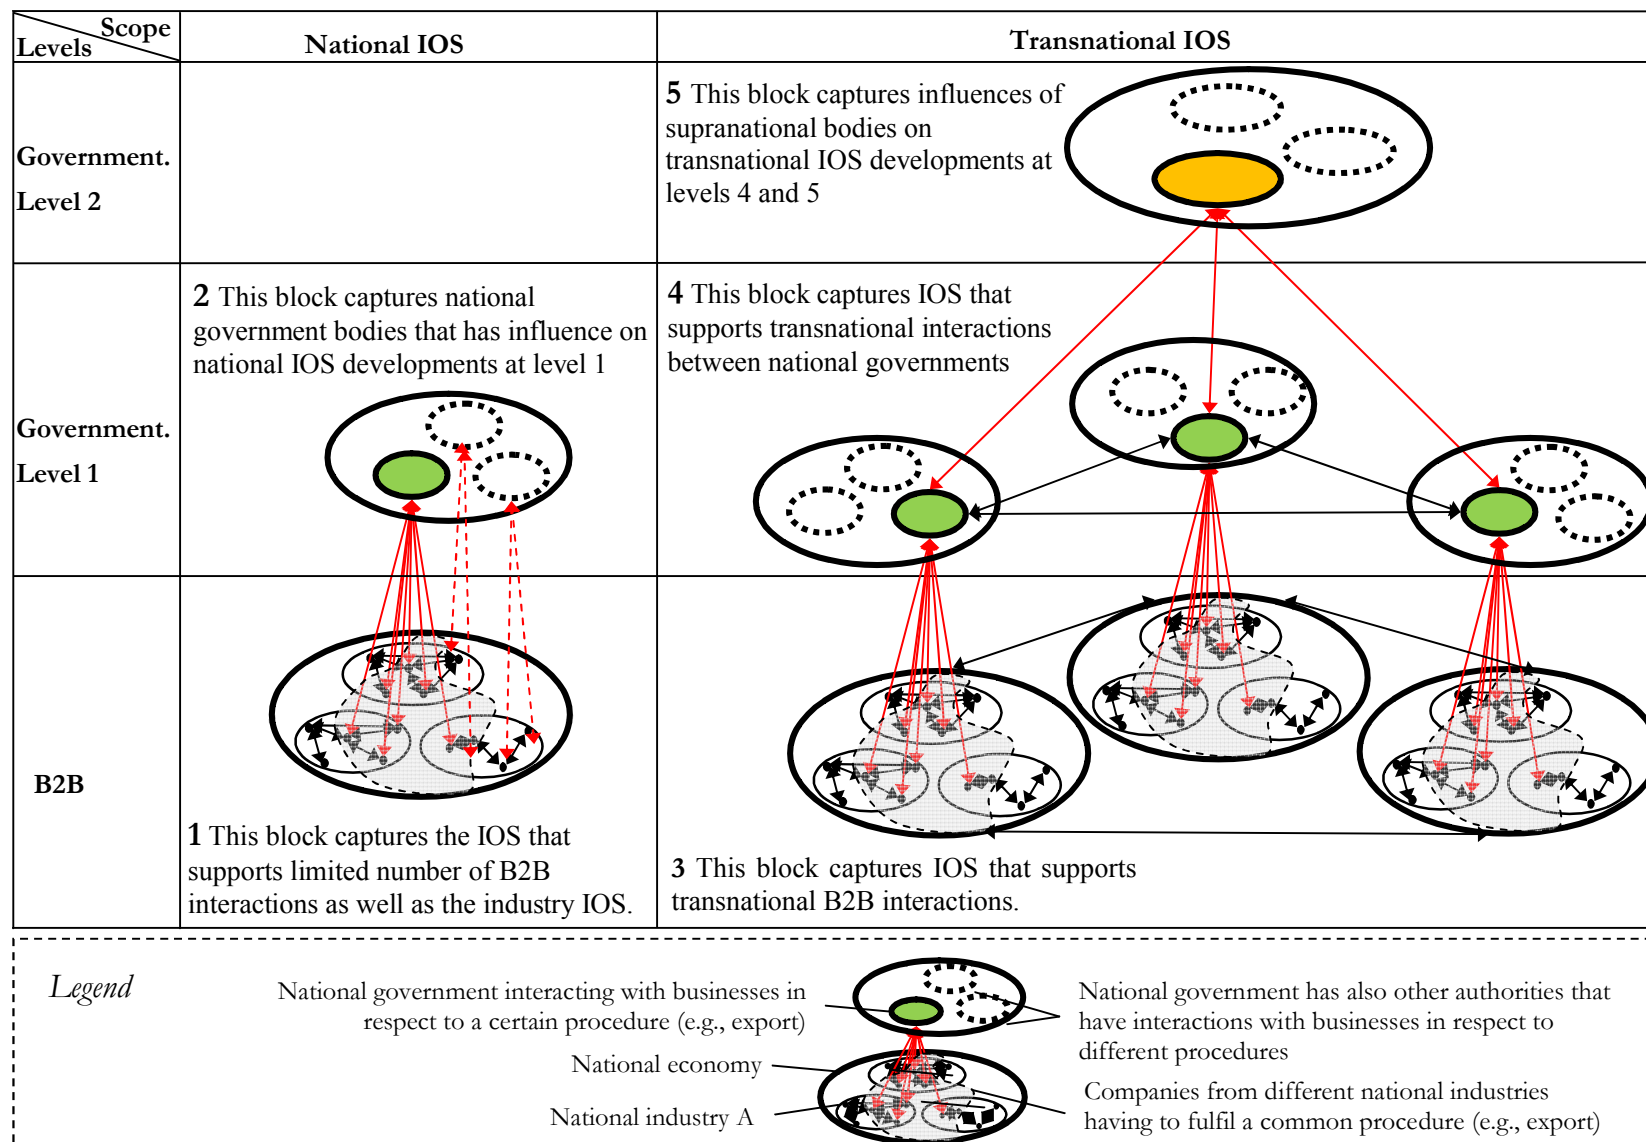 Scope
Levels
National IOS
Transnational IOS
Government.
Level 2
5 This block captures influences of
supranational bodies on
transnational IOS developments at
levels 4 and 5
Government.
Level 1
2 This block captures national
government bodies that has influence on
national IOS developments at level 1
4 This block captures IOS that
supports transnational interactions
between national governments
B2B
1 This block captures the IOS that
supports limited number of B2B
interactions as well as the industry IOS.
3 This block captures IOS that supports
transnational B2B interactions.
Legend
National government interacting with businesses in
respect to a certain procedure (e.g., export)
National economy
National industry A
National government has also other authorities that
have interactions with businesses in respect to
different procedures
Companies from different national industries
having to fulfil a common procedure (e.g., export)